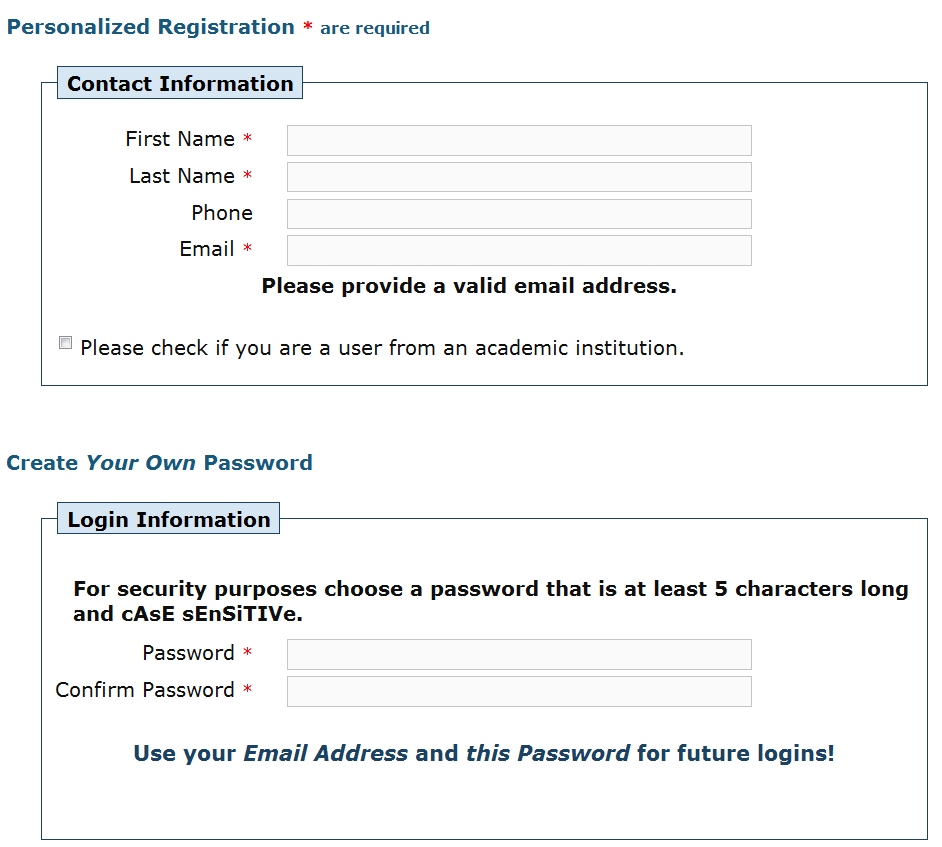 Personalized Registration * are required
Contact Information
First Name *
Last Name *
Phone
Email *
Please provide a valid email address.
Please check if you are a user from an academic institution.
Create Your Own Password
Login Information
For security purposes choose a password that is at least 5 characters long
and cAsE sEnSiTIVe.
Password *
Confirm Password *
Use your Email Address and this Password for future logins!